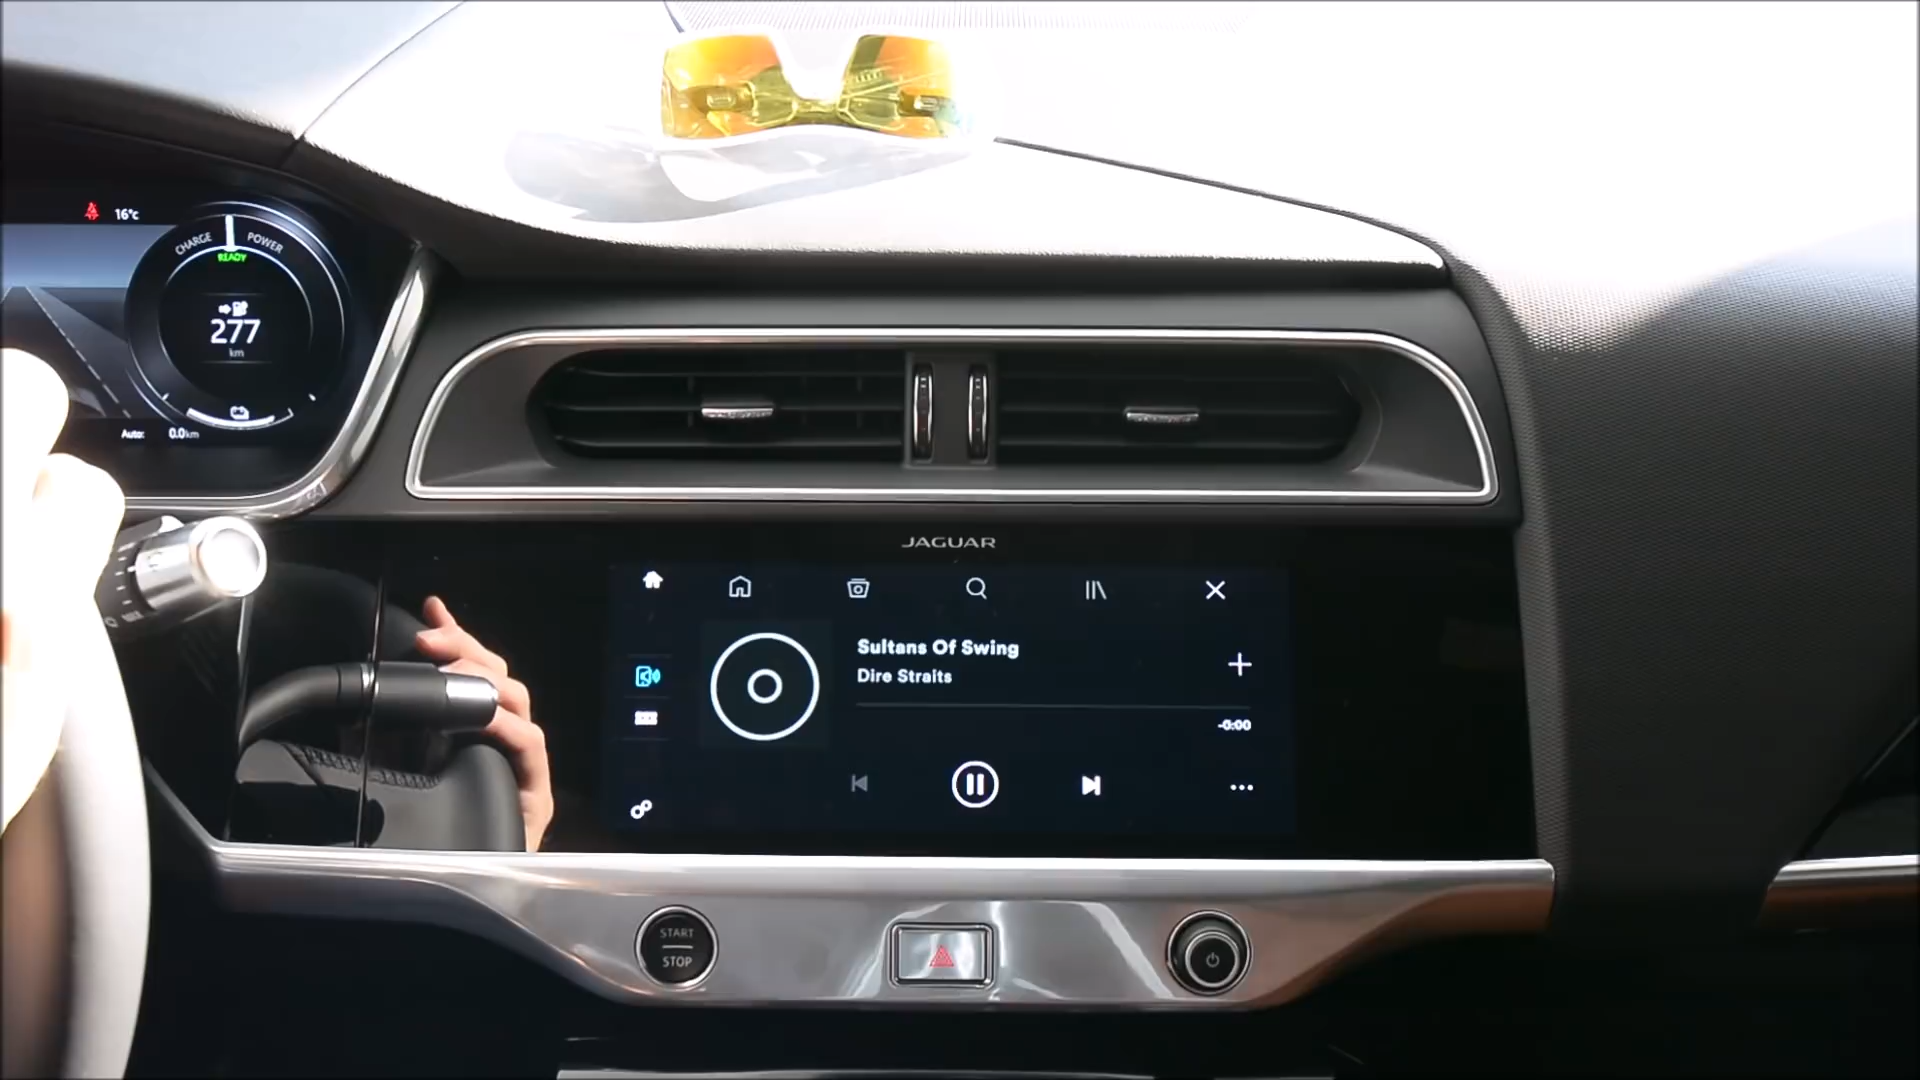 16°c
CHARGE
POWER
READY
277
km
Auto:
0.0km
JAGUAR
Sultans Of Swing
Dire Straits
-0:00
START
STOP